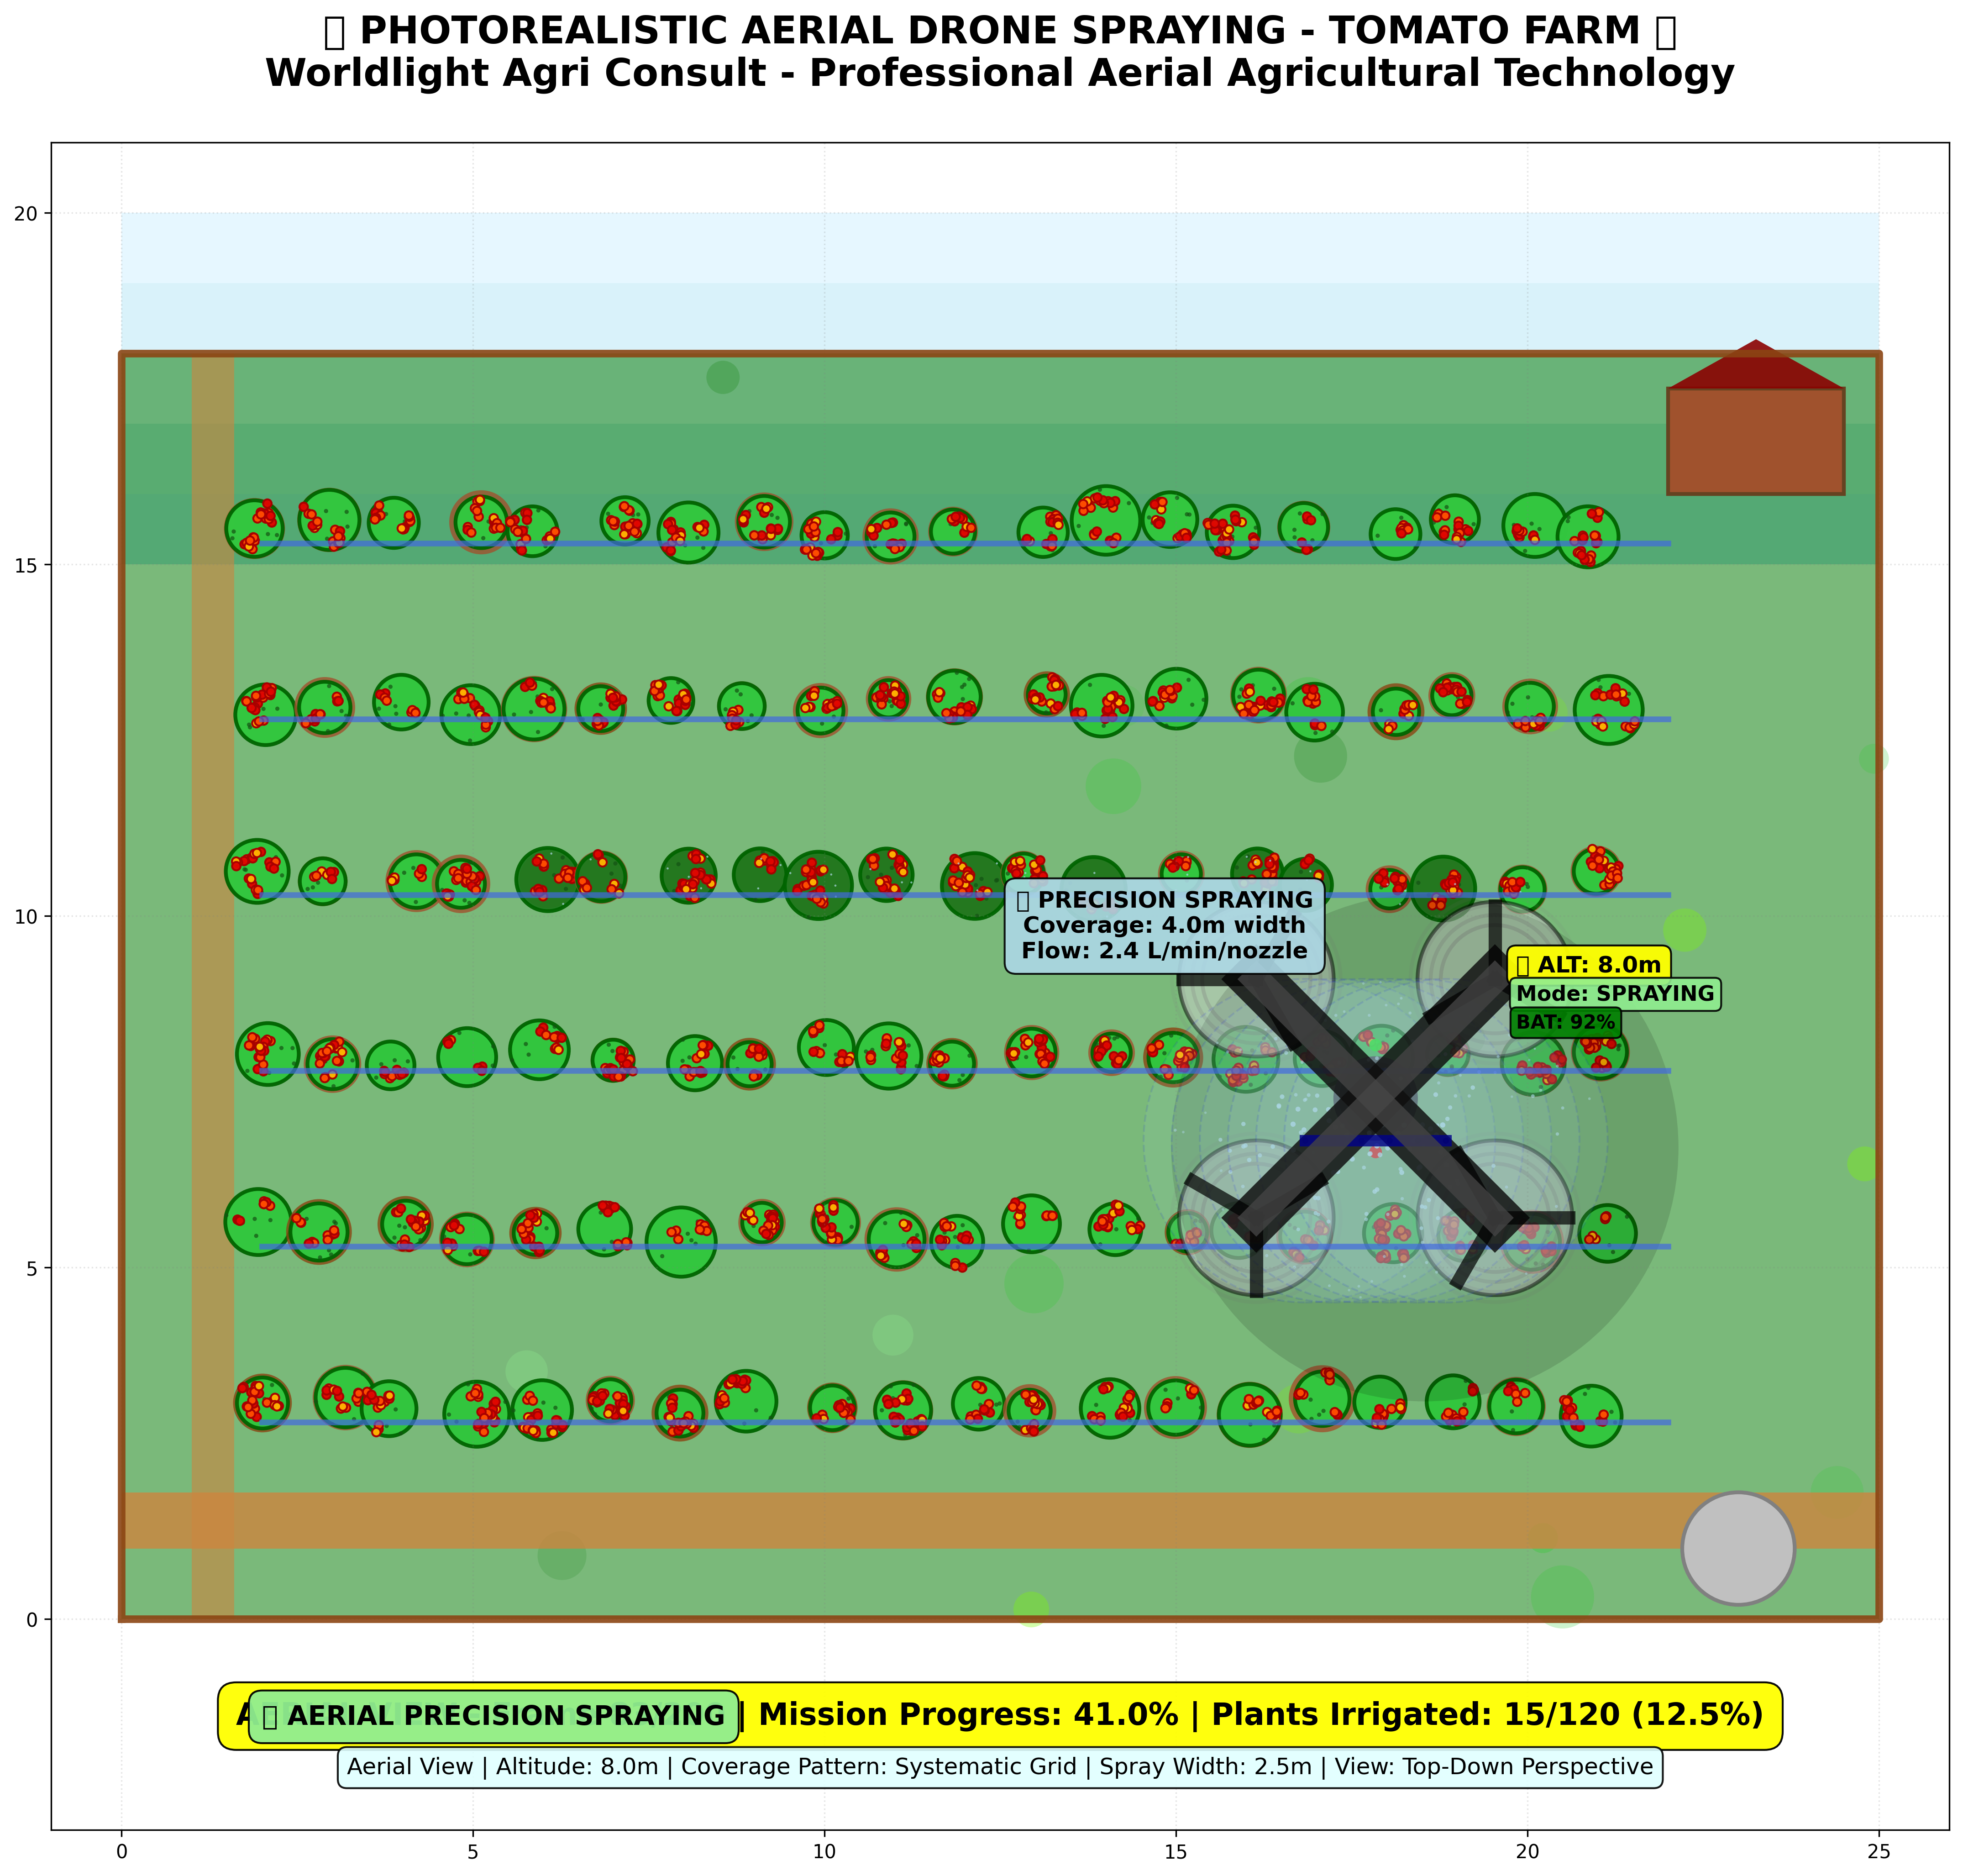 PHOTOREALISTIC AERIAL DRONE SPRAYING - TOMATO FARM
Worldlight Agri Consult - Professional Aerial Agricultural Technology
20
15
10
5
0
PRECISION SPRAYING
Coverage: 4.0m width
Flow: 2.4 L/min/nozzle
ALT: 8.0m
Mode: SPRAYING
BAT: 92%
AERIAL PRECISION SPRAYING | Mission Progress: 41.0% | Plants Irrigated: 15/120 (12.5%)
Aerial View | Altitude: 8.0m | Coverage Pattern: Systematic Grid | Spray Width: 2.5m | View: Top-Down Perspective
0 5 10 15 20 25